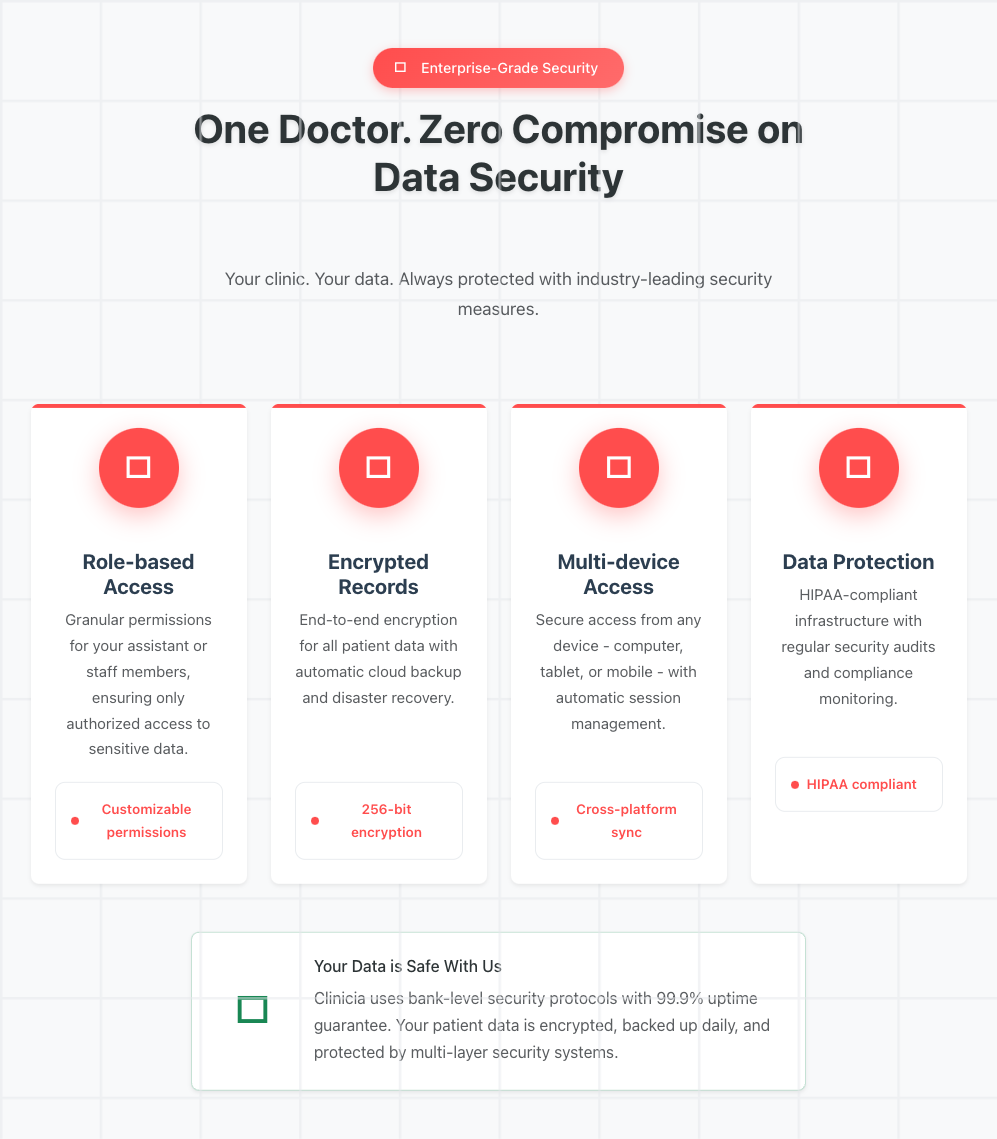 Enterprise-Grade Security
One Doctor. Zero Compromise on
Data Security
Your clinic. Your data. Always protected with industry-leading security
measures.
Role-based
Access
Granular permissions
for your assistant or
staff members,
ensuring only
authorized access to
sensitive data.
Customizable
permissions
Encrypted
Records
End-to-end encryption
for all patient data with
automatic cloud backup
and disaster recovery.
256-bit
encryption
Multi-device
Access
Secure access from any
device - computer,
tablet, or mobile - with
automatic session
management.
Cross-platform
sync
Data Protection
HIPAA-compliant
infrastructure with
regular security audits
and compliance
monitoring.
HIPAA compliant
Your Data is Safe With Us
Clinicia uses bank-level security protocols with 99.9% uptime
guarantee. Your patient data is encrypted, backed up daily, and
protected by multi-layer security systems.